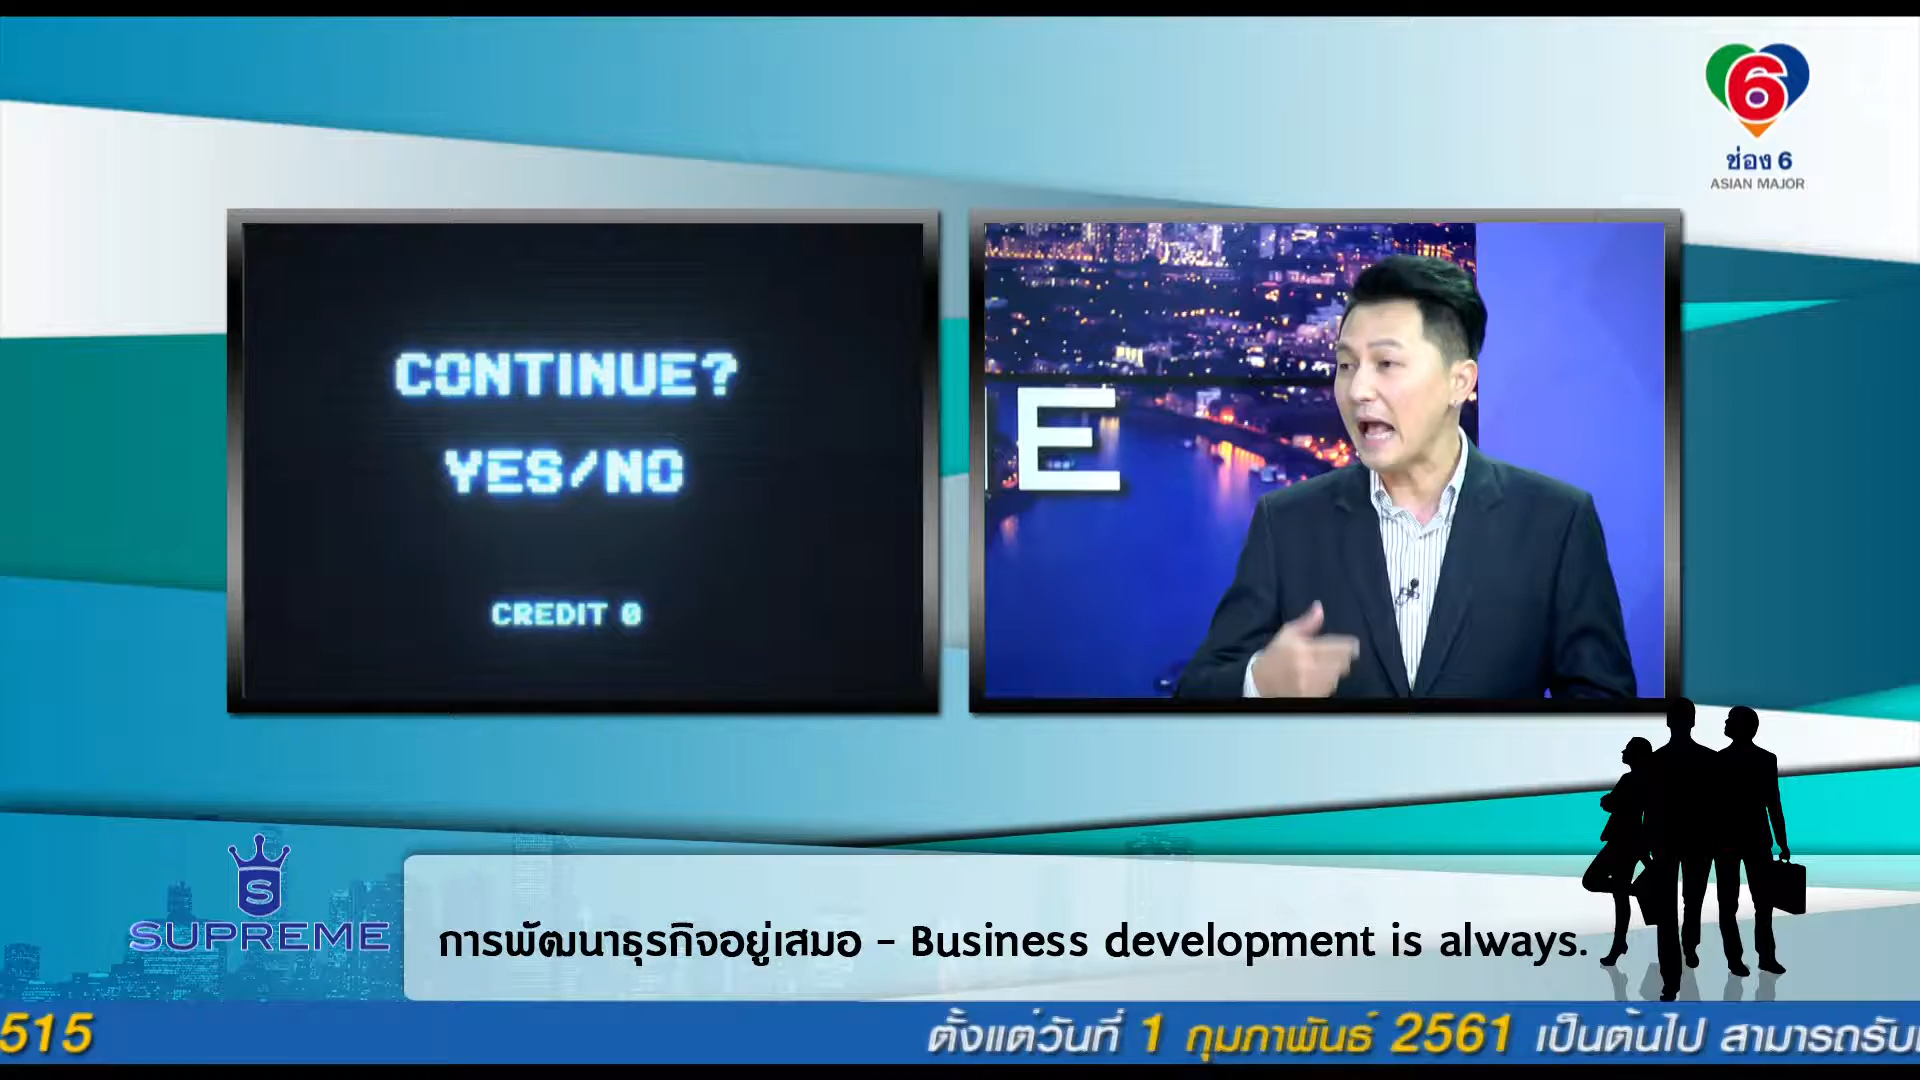 6
ช่อง 6
ASIAN MAJOR
CONTINUE?
YES/NO
CREDIT 0
E
S
SUPREME
การพัฒนาธุรกิจอยู่เสมอ - Business development is always.
515 ตั้งแต่วันที่ 1 กุมภาพันธ์ 2561 เป็นต้นไป สามารถรับ